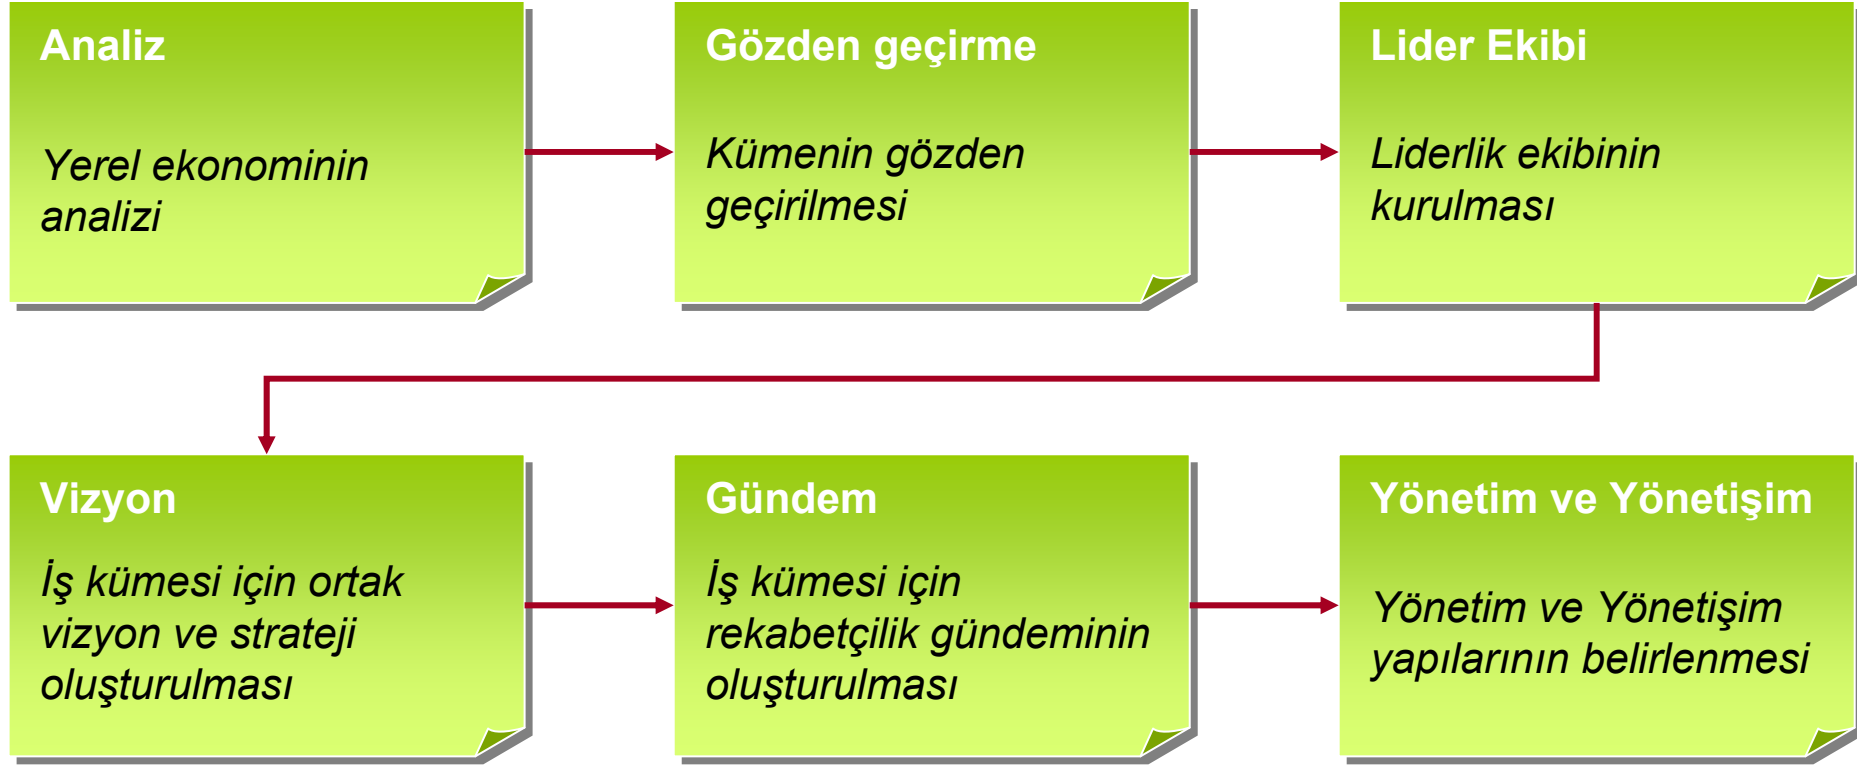 Analiz
Yerel ekonominin
analizi
Gözden geçirme
Kümenin gözden
geçirilmesi
Lider Ekibi
Liderlik ekibinin
kurulması
Vizyon
İş kümesi için ortak
vizyon ve strateji
oluşturulması
Gündem
İş kümesi için
rekabetçilik gündeminin
oluşturulması
Yönetim ve Yönetişim
Yönetim ve Yönetişim
yapılarının belirlenmesi